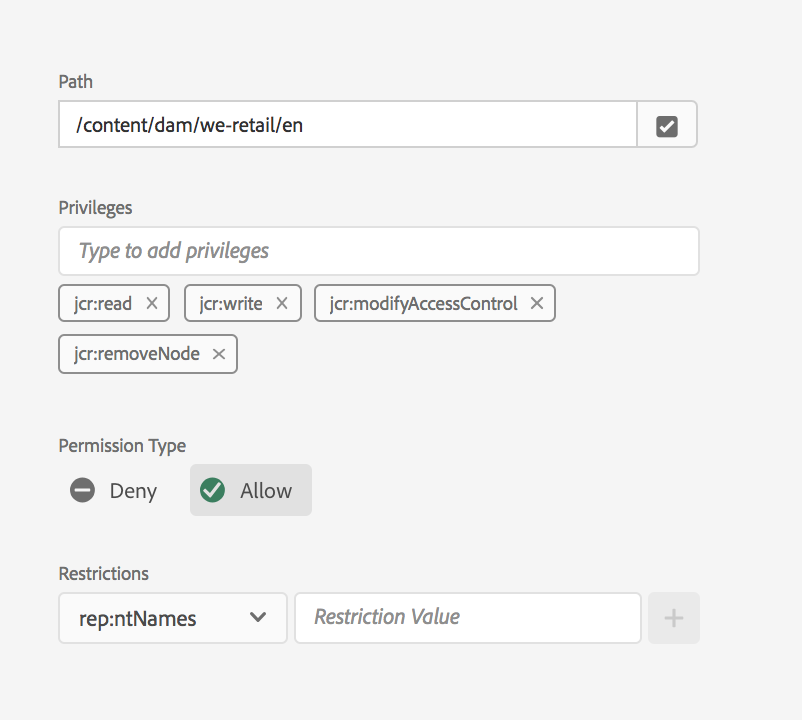 Path
/content/dam/we-retail/en
Privileges
Type to add privileges
jcr:read jcr:write jcr:modifyAccessControl
jcr:removeNode
Permission Type
Deny Allow
Restrictions
rep:ntNames Restriction Value